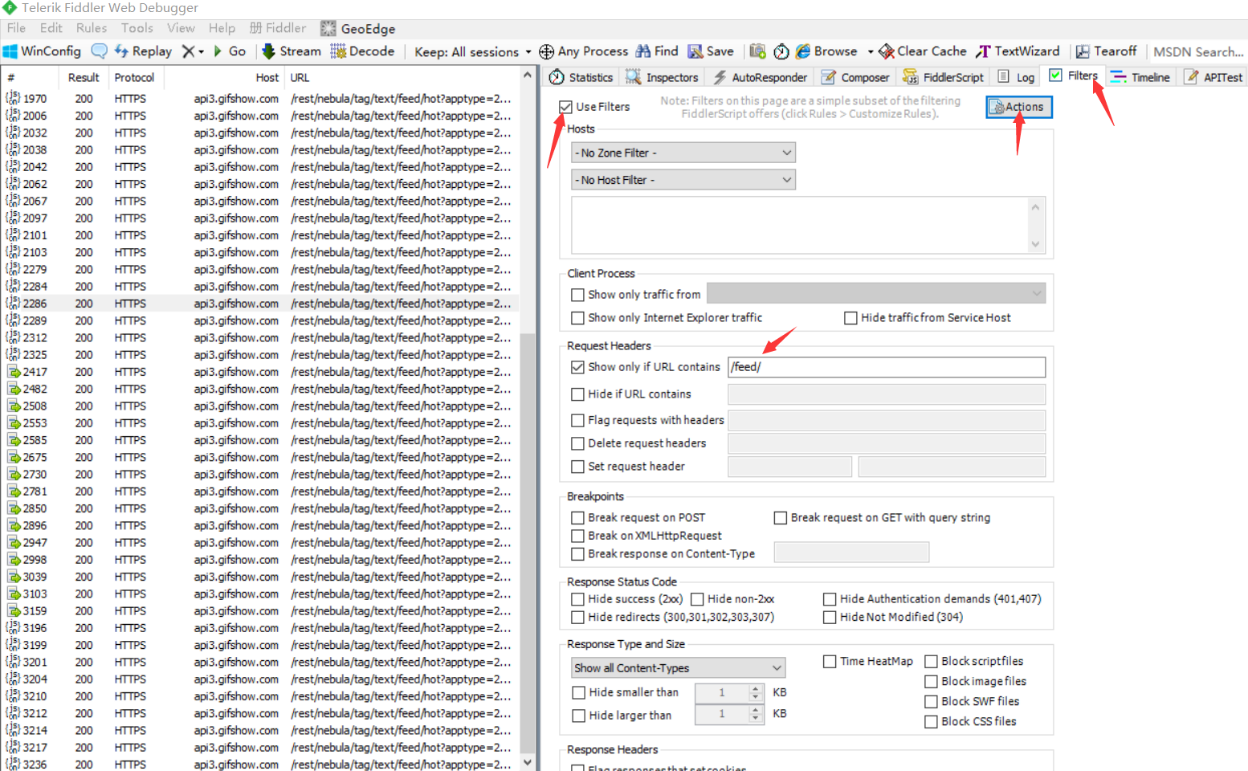 Telerik Fiddler Web Debugger
File Edit Rules Tools View Help 册 Fiddler GeoEdge
WinConfig Replay X Go Stream Decode Keep: All sessions Any Process Find Save Browse Clear Cache TextWizard Tearoff MSDN Search...
# Result Protocol Host URL
1970 200 HTTPS api3.gifshow.com /rest/nebula/tag/text/feed/hot?apptype=2...
2006 200 HTTPS api3.gifshow.com /rest/nebula/tag/text/feed/hot?apptype=2...
2032 200 HTTPS api3.gifshow.com /rest/nebula/tag/text/feed/hot?apptype=2...
2038 200 HTTPS api3.gifshow.com /rest/nebula/tag/text/feed/hot?apptype=2...
2042 200 HTTPS api3.gifshow.com /rest/nebula/tag/text/feed/hot?apptype=2...
2062 200 HTTPS api3.gifshow.com /rest/nebula/tag/text/feed/hot?apptype=2...
2067 200 HTTPS api3.gifshow.com /rest/nebula/tag/text/feed/hot?apptype=2...
2097 200 HTTPS api3.gifshow.com /rest/nebula/tag/text/feed/hot?apptype=2...
2101 200 HTTPS api3.gifshow.com /rest/nebula/tag/text/feed/hot?apptype=2...
2103 200 HTTPS api3.gifshow.com /rest/nebula/tag/text/feed/hot?apptype=2...
2279 200 HTTPS api3.gifshow.com /rest/nebula/tag/text/feed/hot?apptype=2...
2284 200 HTTPS api3.gifshow.com /rest/nebula/tag/text/feed/hot?apptype=2...
2286 200 HTTPS api3.gifshow.com /rest/nebula/tag/text/feed/hot?apptype=2...
2289 200 HTTPS api3.gifshow.com /rest/nebula/tag/text/feed/hot?apptype=2...
2312 200 HTTPS api3.gifshow.com /rest/nebula/tag/text/feed/hot?apptype=2...
2325 200 HTTPS api3.gifshow.com /rest/nebula/tag/text/feed/hot?apptype=2...
2417 200 HTTPS api3.gifshow.com /rest/nebula/tag/text/feed/hot?apptype=2...
2482 200 HTTPS api3.gifshow.com /rest/nebula/tag/text/feed/hot?apptype=2...
2508 200 HTTPS api3.gifshow.com /rest/nebula/tag/text/feed/hot?apptype=2...
2553 200 HTTPS api3.gifshow.com /rest/nebula/tag/text/feed/hot?apptype=2...
2585 200 HTTPS api3.gifshow.com /rest/nebula/tag/text/feed/hot?apptype=2...
2675 200 HTTPS api3.gifshow.com /rest/nebula/tag/text/feed/hot?apptype=2...
2730 200 HTTPS api3.gifshow.com /rest/nebula/tag/text/feed/hot?apptype=2...
2781 200 HTTPS api3.gifshow.com /rest/nebula/tag/text/feed/hot?apptype=2...
2850 200 HTTPS api3.gifshow.com /rest/nebula/tag/text/feed/hot?apptype=2...
2896 200 HTTPS api3.gifshow.com /rest/nebula/tag/text/feed/hot?apptype=2...
2947 200 HTTPS api3.gifshow.com /rest/nebula/tag/text/feed/hot?apptype=2...
2998 200 HTTPS api3.gifshow.com /rest/nebula/tag/text/feed/hot?apptype=2...
3039 200 HTTPS api3.gifshow.com /rest/nebula/tag/text/feed/hot?apptype=2...
3103 200 HTTPS api3.gifshow.com /rest/nebula/tag/text/feed/hot?apptype=2...
3159 200 HTTPS api3.gifshow.com /rest/nebula/tag/text/feed/hot?apptype=2...
3196 200 HTTPS api3.gifshow.com /rest/nebula/tag/text/feed/hot?apptype=2...
3199 200 HTTPS api3.gifshow.com /rest/nebula/tag/text/feed/hot?apptype=2...
3201 200 HTTPS api3.gifshow.com /rest/nebula/tag/text/feed/hot?apptype=2...
3204 200 HTTPS api3.gifshow.com /rest/nebula/tag/text/feed/hot?apptype=2...
3210 200 HTTPS api3.gifshow.com /rest/nebula/tag/text/feed/hot?apptype=2...
3212 200 HTTPS api3.gifshow.com /rest/nebula/tag/text/feed/hot?apptype=2...
3214 200 HTTPS api3.gifshow.com /rest/nebula/tag/text/feed/hot?apptype=2...
3217 200 HTTPS api3.gifshow.com /rest/nebula/tag/text/feed/hot?apptype=2...
3236 200 HTTPS api3.gifshow.com /rest/nebula/tag/text/feed/hot?apptype=2...
Statistics Inspectors AutoResponder Composer FiddlerScript Log Filters Timeline APITest
Use Filters
Note: Filters on this page are a simple subset of the filtering
FiddlerScript offers (click Rules > Customize Rules).
Actions
Hosts
- No Zone Filter -
- No Host Filter -
Client Process
Show only traffic from
Show only Internet Explorer traffic Hide traffic from Service Host
Request Headers
Show only if URL contains /feed/
Hide if URL contains
Flag requests with headers
Delete request headers
Set request header
Breakpoints
Break request on POST Break request on GET with query string
Break on XMLHttpRequest
Break response on Content-Type
Response Status Code
Hide success (2xx) Hide non-2xx Hide Authentication demands (401,407)
Hide redirects (300,301,302,303,307) Hide Not Modified (304)
Response Type and Size
Show all Content-Types Time HeatMap Block script files
Block image files
Hide smaller than 1 KB Block SWF files
Hide larger than 1 KB Block CSS files
Response Headers
Flag responses that set cookies